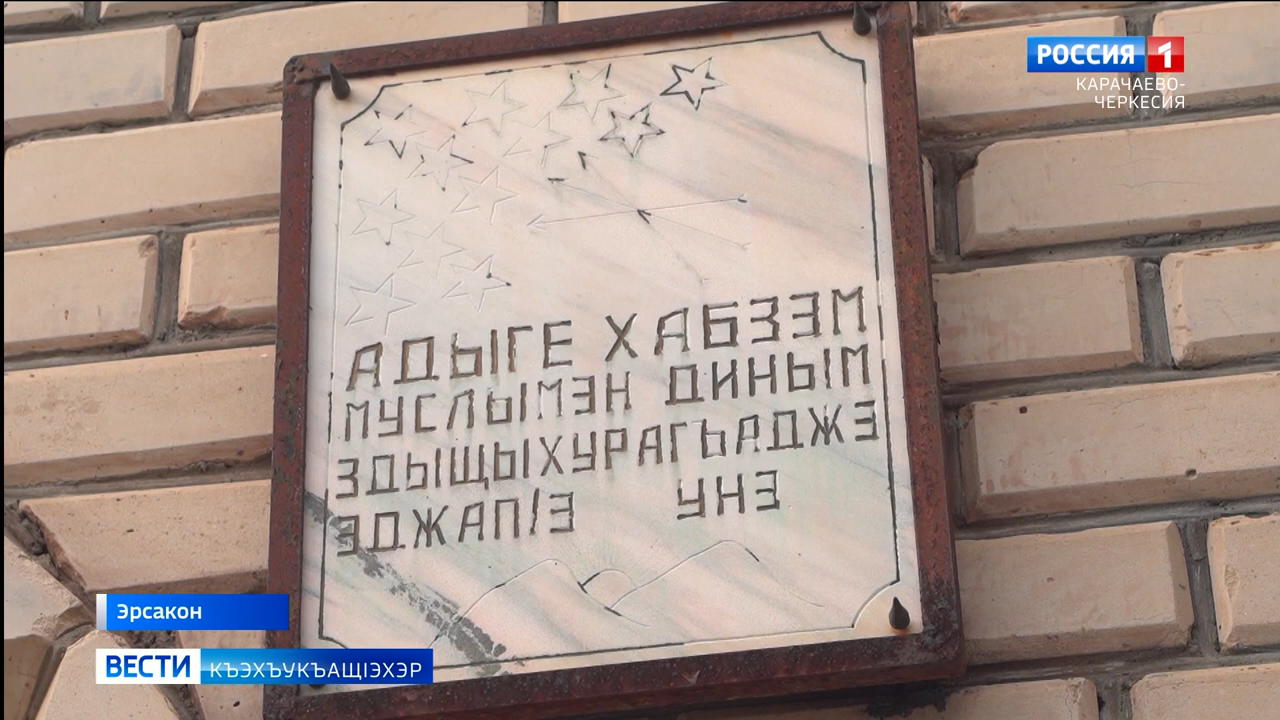 РОССИЯ 1
КАРАЧАЕВО-
ЧЕРКЕСИЯ
АДЫГЕ ХАБЗЭМ
МУСЛЫМЭН ДИНЫМ
ЗДЫЩЫХУРАГЪАДЖЭ
ЭДЖАПIЭ УНЭ
Эрсакон
ВЕСТИ КЪЭХЪУКЪАЩIЭХЭР